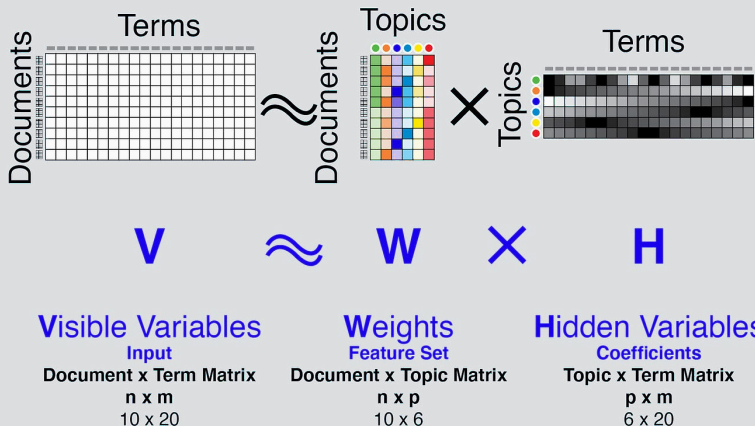 Terms
Documents
≈
Topics
Documents
×
Terms
Topics
V ≈ W × H
Visible Variables
Input
Document x Term Matrix
n x m
10 x 20
Weights
Feature Set
Document x Topic Matrix
n x p
10 x 6
Hidden Variables
Coefficients
Topic x Term Matrix
p x m
6 x 20